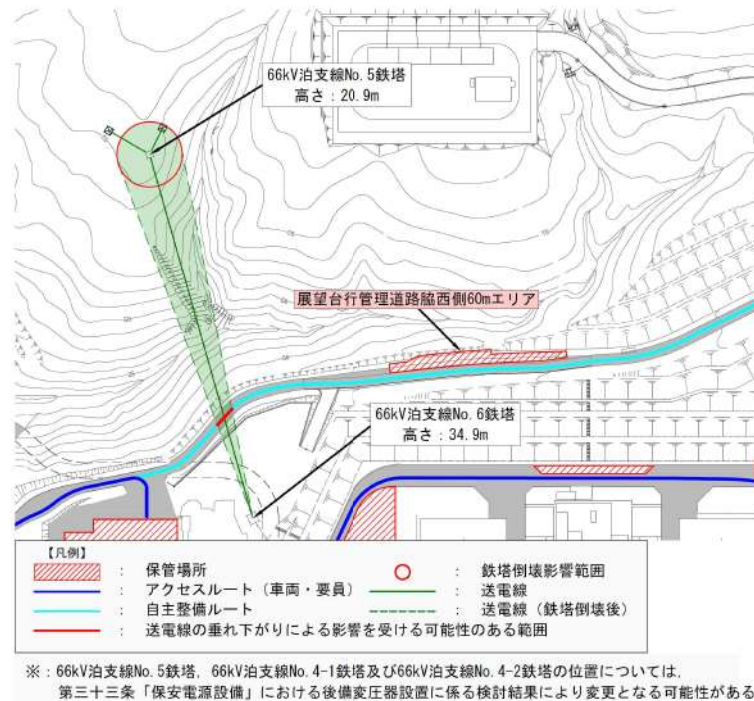 66kV泊支線No.5鉄塔
高さ：20.9m
展望台行管理道路脇西側60mエリア
66kV泊支線No.6鉄塔
高さ：34.9m
【凡例】
： 保管場所
： アクセスルート（車両・要員）
： 自主整備ルート
： 送電線の垂れ下がりによる影響を受ける可能性のある範囲
： 鉄塔倒壊影響範囲
： 送電線
： 送電線（鉄塔倒壊後）
※：66kV泊支線No.5鉄塔，66kV泊支線No.4-1鉄塔及び66kV泊支線No.4-2鉄塔の位置については，
第三十三条「保安電源設備」における後備変圧器設置に係る検討結果により変更となる可能性がある